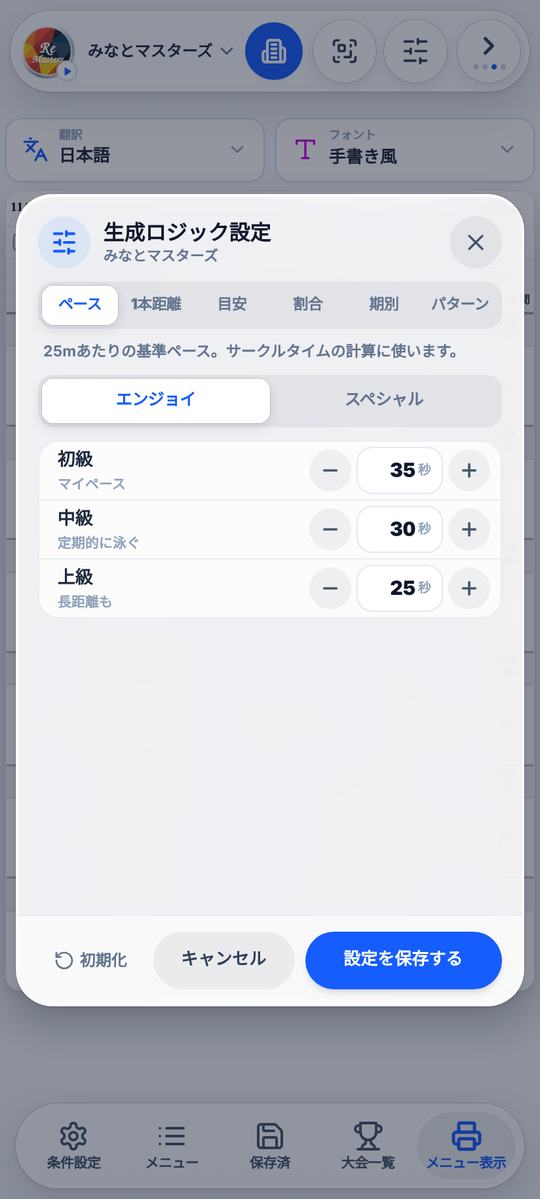 Re
Masters
みなとマスターズ
翻訳
日本語
フォント
手書き風
11
生成ロジック設定
みなとマスターズ
ペース 1本距離 目安 割合 期別 パターン
25mあたりの基準ペース。サークルタイムの計算に使います。
エンジョイ スペシャル
初級
マイペース
35 秒
中級
定期的に泳ぐ
30 秒
上級
長距離も
25 秒
初期化 キャンセル 設定を保存する
条件設定 メニュー 保存済 大会一覧 メニュー表示